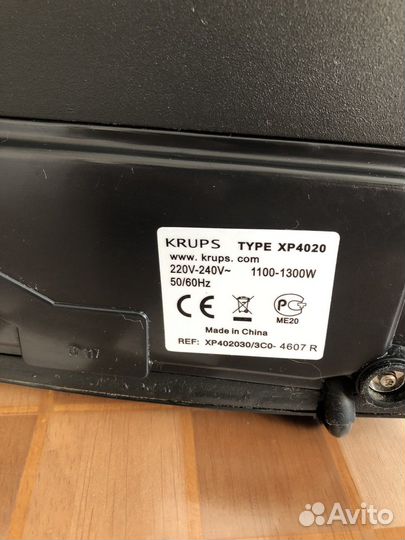 KRUPS TYPE XP4020
www. krups. com
220V-240V~ 1100-1300W
50/60Hz
CE
ME20
Made in China
REF: XP402030/3C0- 4607 R
Avito